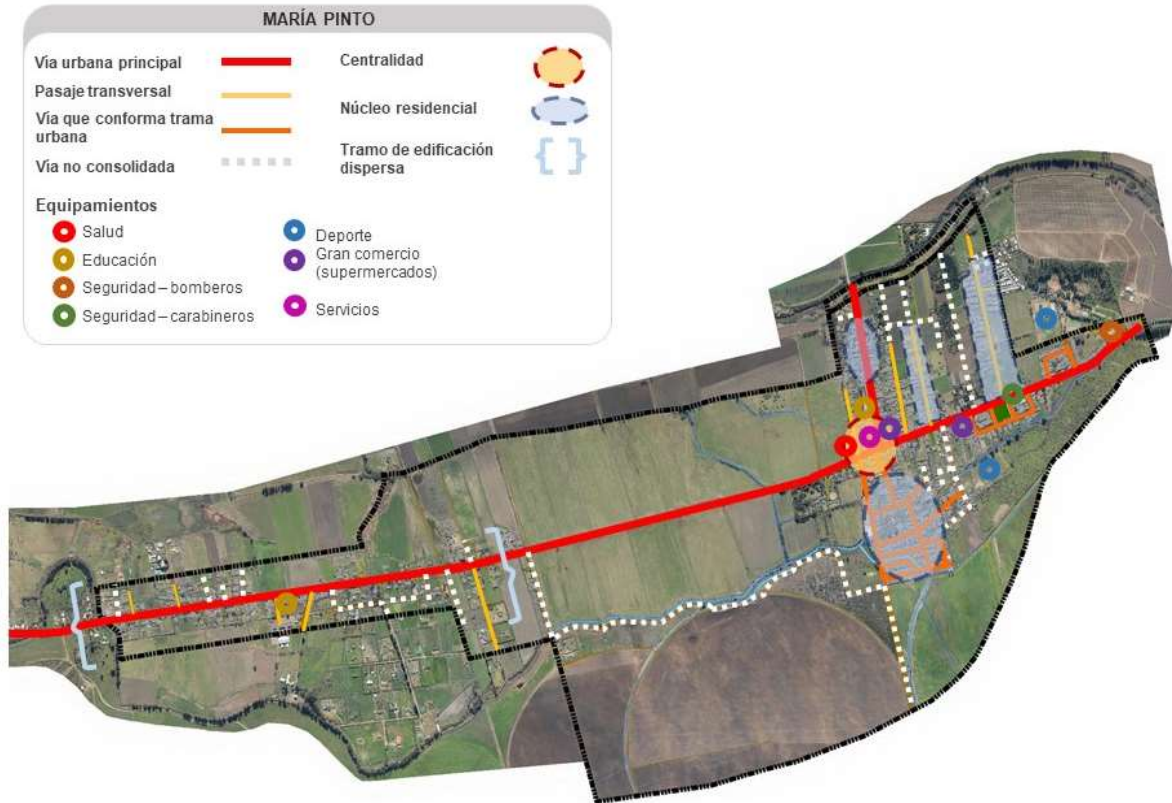 MARÍA PINTO
Vía urbana principal
Pasaje transversal
Vía que conforma trama
urbana
Vía no consolidada
Centralidad
Núcleo residencial
Tramo de edificación
dispersa
Equipamientos
Salud
Educación
Seguridad – bomberos
Seguridad – carabineros
Deporte
Gran comercio
(supermercados)
Servicios